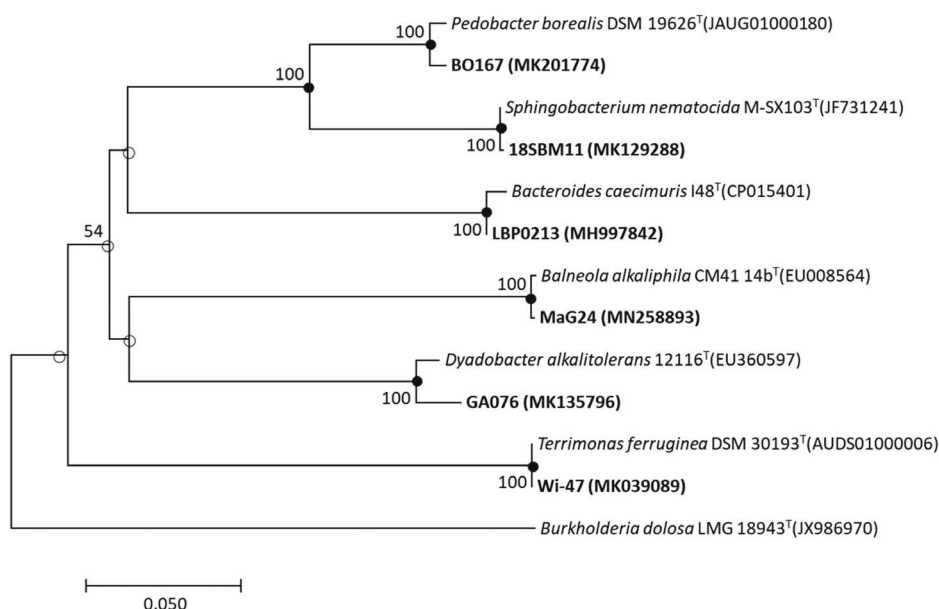 Pedobacter borealis DSM 19626ᵀ(JAUG01000180)
100
BO167 (MK201774)
100
Sphingobacterium nematocida M-SX103ᵀ(JF731241)
100
18SBM11 (MK129288)
Bacteroides caecimuris I48ᵀ(CP015401)
100
LBP0213 (MH997842)
54
Balneola alkaliphila CM41 14bᵀ(EU008564)
100
MaG24 (MN258893)
Dyadobacter alkalitolerans 12116ᵀ(EU360597)
100
GA076 (MK135796)
Terrimonas ferruginea DSM 30193ᵀ(AUDS01000006)
100
Wi-47 (MK039089)
Burkholderia dolosa LMG 18943ᵀ(JX986970)
0.050